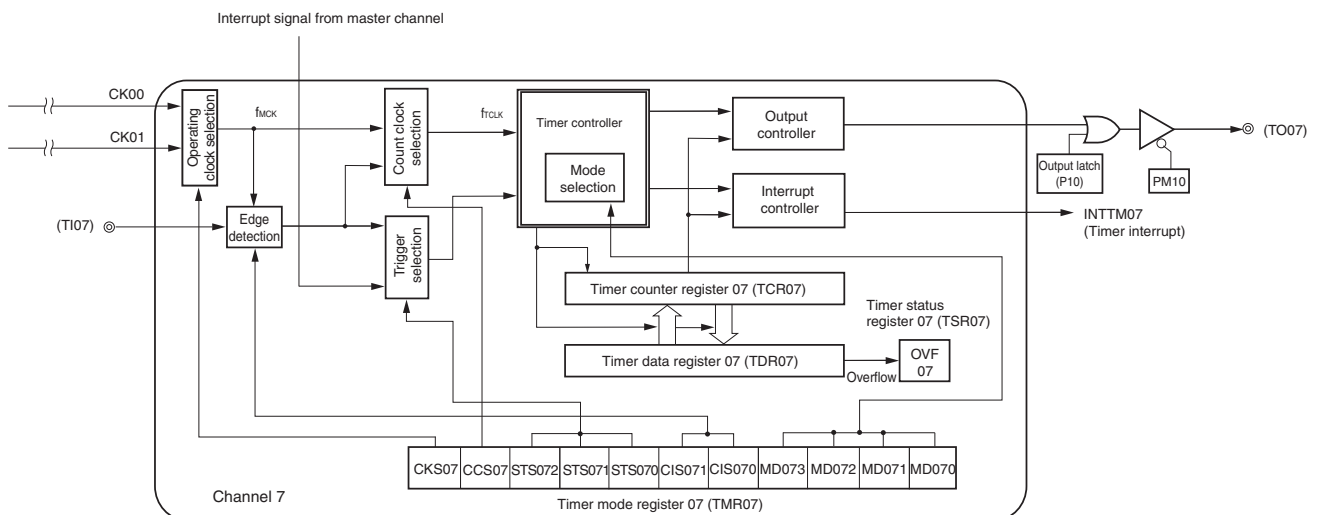 Interrupt signal from master channel
CK00
CK01
Operating
clock selection
fMCK
Count clock
selection
fTCLK
Timer controller
Mode
selection
Output
controller
Output latch
(P10)
PM10
(TO07)
Interrupt
controller
INTTM07
(Timer interrupt)
(TI07)
Edge
detection
Trigger
selection
Timer counter register 07 (TCR07)
Timer status
register 07 (TSR07)
Timer data register 07 (TDR07)
Overflow
OVF
07
CKS07 CCS07 STS072 STS071 STS070 CIS071 CIS070 MD073 MD072 MD071 MD070
Channel 7
Timer mode register 07 (TMR07)